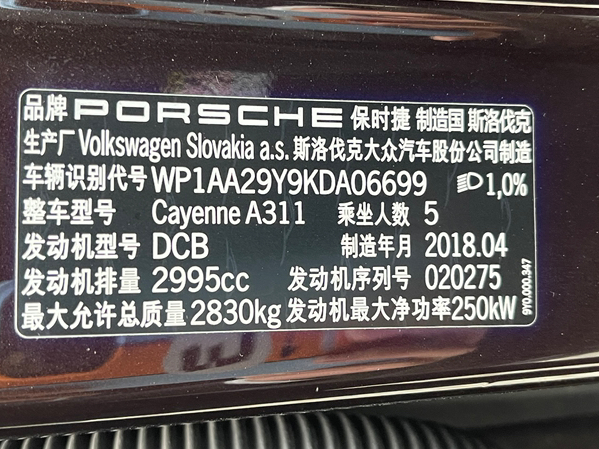 品牌 PORSCHE 保时捷 制造国 斯洛伐克
生产厂 Volkswagen Slovakia a.s. 斯洛伐克大众汽车股份公司制造
车辆识别代号 WP1AA29Y9KDA06699 1,0%
整车型号 Cayenne A311 乘坐人数 5
发动机型号 DCB 制造年月 2018.04
发动机排量 2995cc 发动机序列号 020275
最大允许总质量 2830kg 发动机最大净功率 250kW
9Y0.000.347